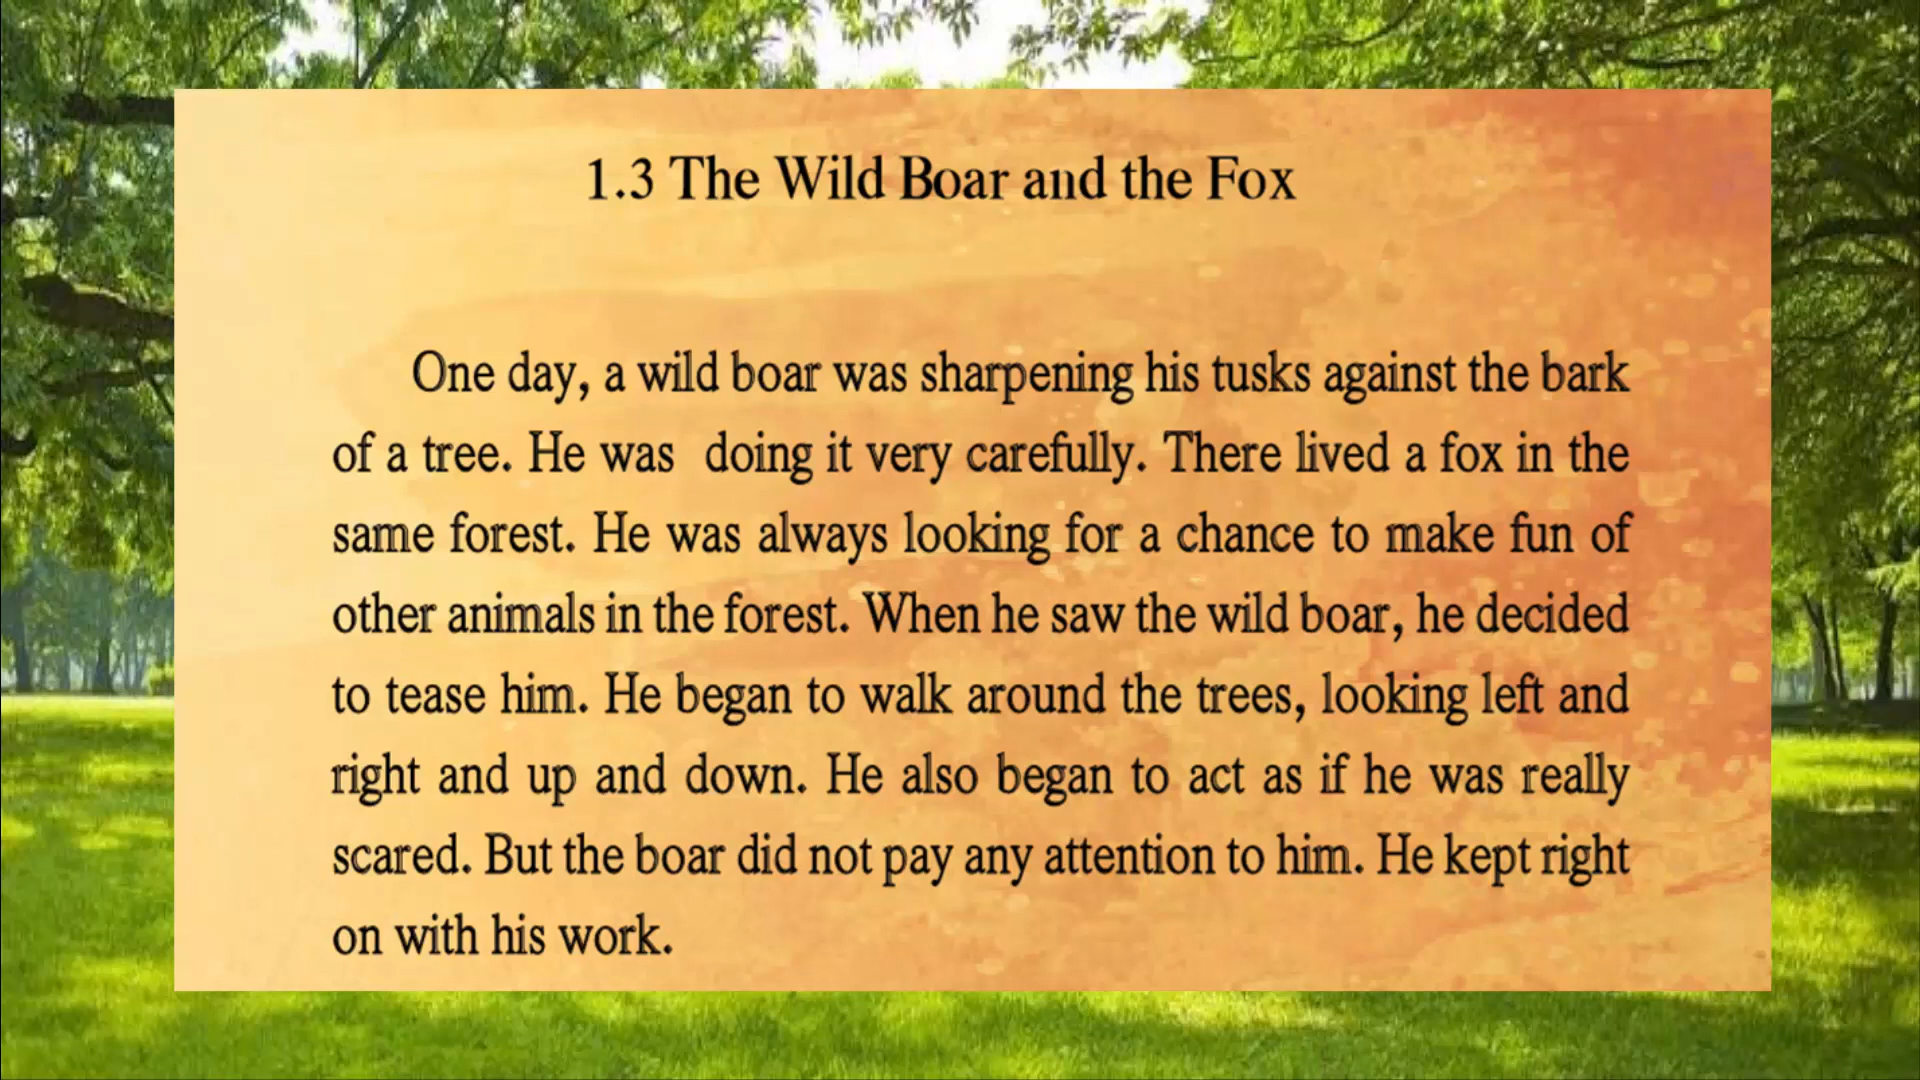 1.3 The Wild Boar and the Fox
One day, a wild boar was sharpening his tusks against the bark
of a tree. He was doing it very carefully. There lived a fox in the
same forest. He was always looking for a chance to make fun of
other animals in the forest. When he saw the wild boar, he decided
to tease him. He began to walk around the trees, looking left and
right and up and down. He also began to act as if he was really
scared. But the boar did not pay any attention to him. He kept right
on with his work.